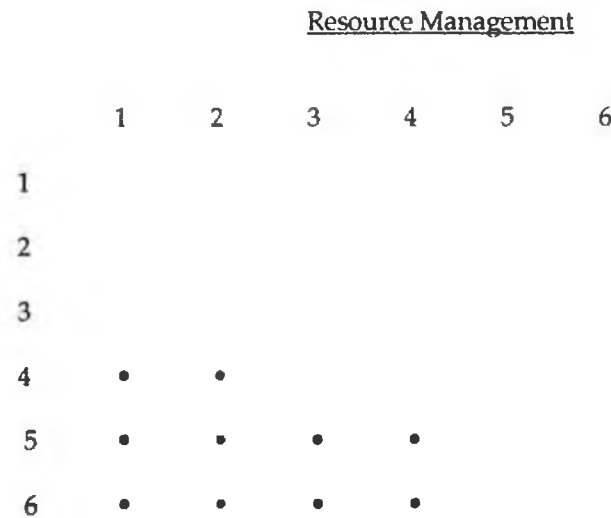 Resource Management
1 2 3 4 5 6
1
2
3
4 • •
5 • • • •
6 • • • •